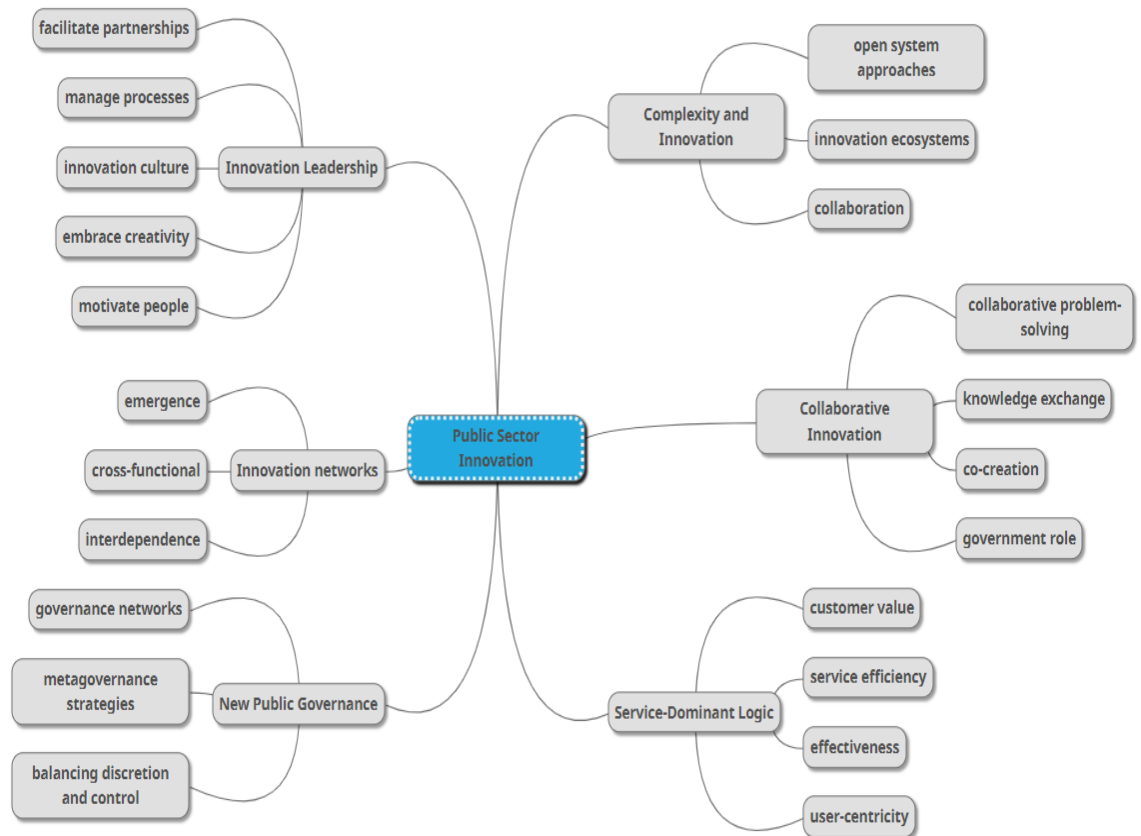 facilitate partnerships
manage processes
innovation culture
embrace creativity
motivate people
Innovation Leadership
emergence
cross-functional
interdependence
Innovation networks
governance networks
metagovernance
strategies
balancing discretion
and control
New Public Governance
Public Sector
Innovation
Complexity and
Innovation
open system
approaches
innovation ecosystems
collaboration
Collaborative
Innovation
collaborative problem-
solving
knowledge exchange
co-creation
government role
Service-Dominant Logic
customer value
service efficiency
effectiveness
user-centricity